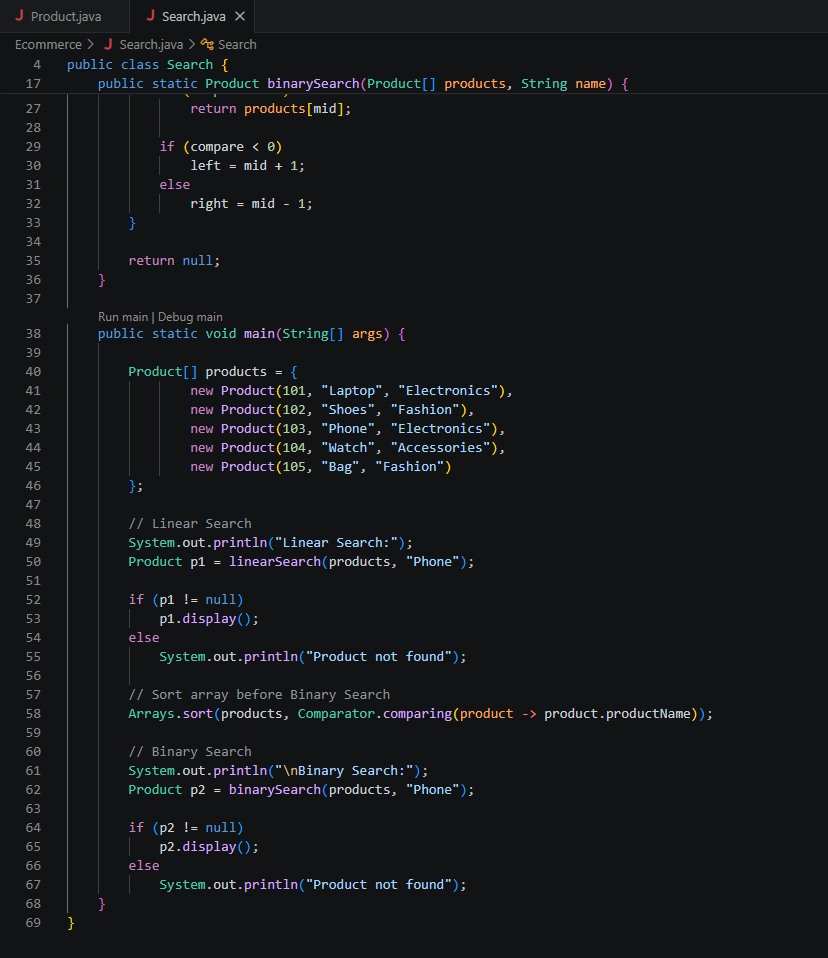 Product.java
Search.java
Ecommerce > Search.java > Search
4 public class Search {
17     public static Product binarySearch(Product[] products, String name) {
27                 return products[mid];
28
29             if (compare < 0)
30                 left = mid + 1;
31             else
32                 right = mid - 1;
33         }
34
35         return null;
36     }
37
Run main | Debug main
38     public static void main(String[] args) {
39
40         Product[] products = {
41                 new Product(101, "Laptop", "Electronics"),
42                 new Product(102, "Shoes", "Fashion"),
43                 new Product(103, "Phone", "Electronics"),
44                 new Product(104, "Watch", "Accessories"),
45                 new Product(105, "Bag", "Fashion")
46         };
47
48         // Linear Search
49         System.out.println("Linear Search:");
50         Product p1 = linearSearch(products, "Phone");
51
52         if (p1 != null)
53             p1.display();
54         else
55             System.out.println("Product not found");
56
57         // Sort array before Binary Search
58         Arrays.sort(products, Comparator.comparing(product -> product.productName));
59
60         // Binary Search
61         System.out.println("\nBinary Search:");
62         Product p2 = binarySearch(products, "Phone");
63
64         if (p2 != null)
65             p2.display();
66         else
67             System.out.println("Product not found");
68     }
69 }